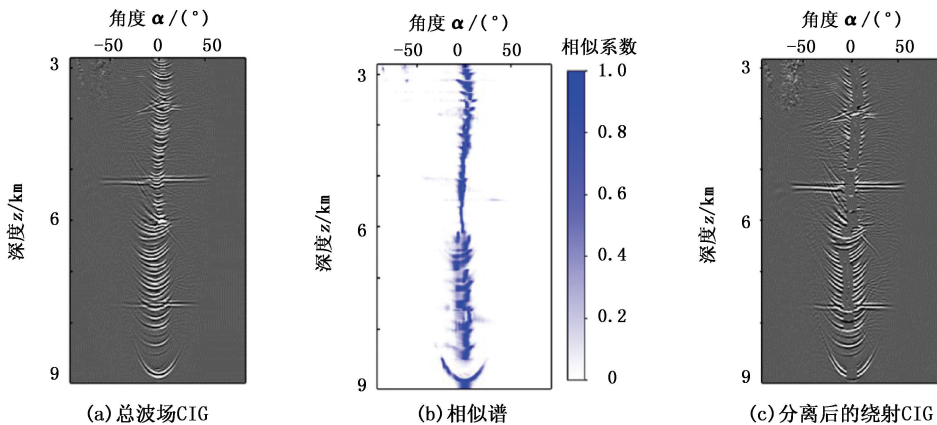 角度 α/(°)
-50 0 50
深度z/km
3
6
9
(a)总波场CIG
角度 α/(°)
-50 0 50
相似系数
深度z/km
3
6
9
1.0
0.8
0.6
0.4
0.2
0
(b)相似谱
角度 α/(°)
-50 0 50
深度z/km
3
6
9
(c)分离后的绕射CIG